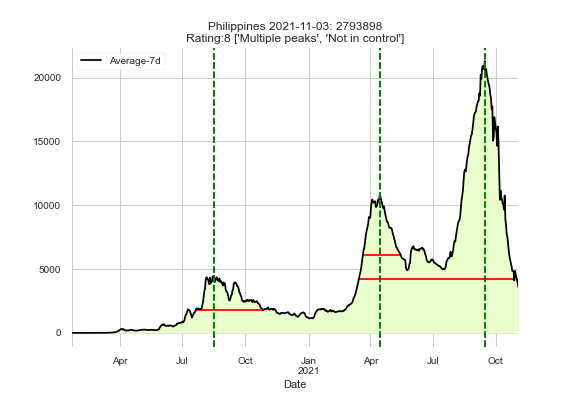 Philippines 2021-11-03: 2793898
Rating:8 ['Multiple peaks', 'Not in control']
Average-7d
20000
15000
10000
5000
0
Apr
Jul
Oct
Jan
2021
Apr
Jul
Oct
Date